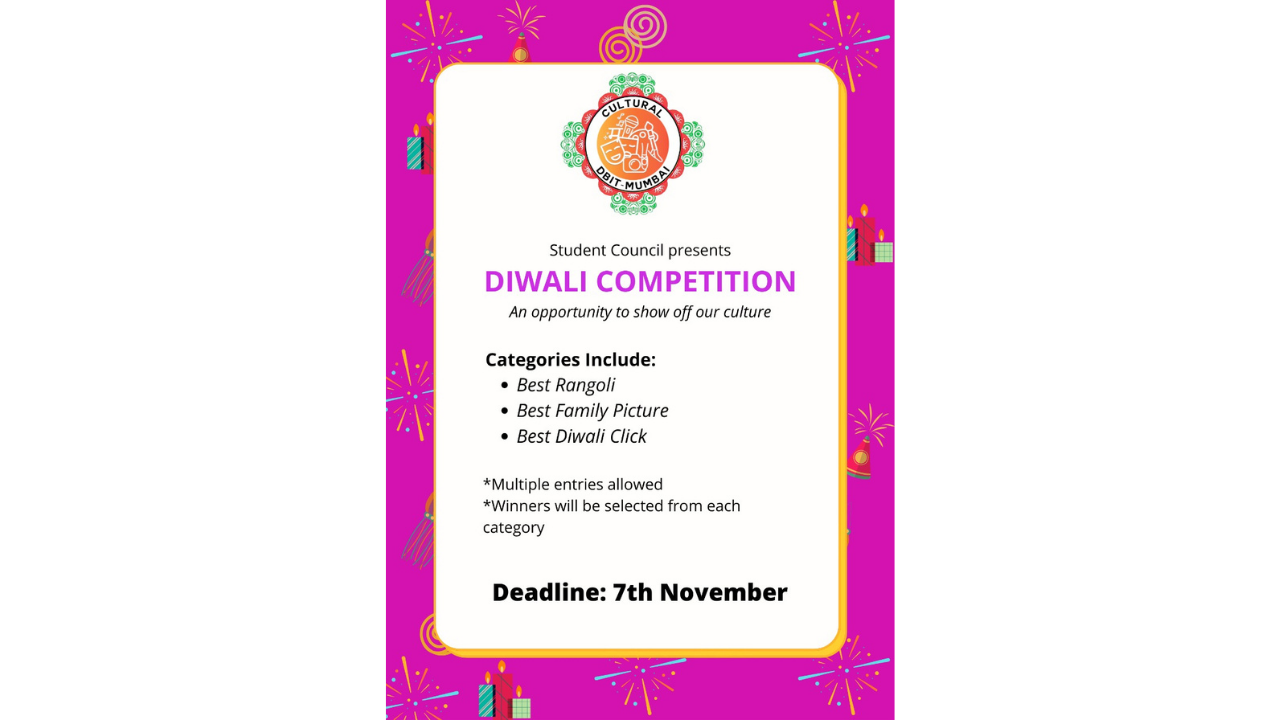 CULTURAL
DBIT-MUMBAI
Student Council presents
DIWALI COMPETITION
An opportunity to show off our culture
Categories Include:
• Best Rangoli
• Best Family Picture
• Best Diwali Click
*Multiple entries allowed
*Winners will be selected from each
category
Deadline: 7th November